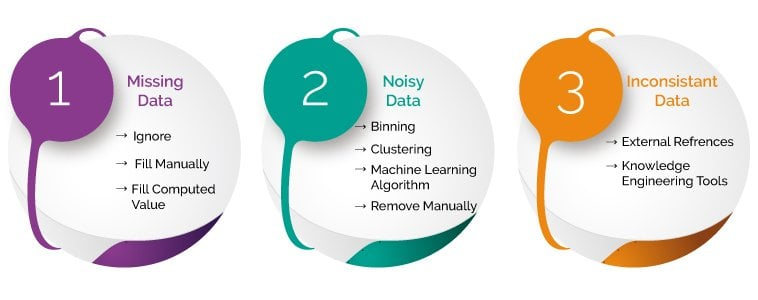 1
Missing
Data
→ Ignore
→ Fill Manually
→ Fill Computed
Value
2
Noisy
Data
→ Binning
→ Clustering
→ Machine Learning
Algorithm
→ Remove Manually
3
Inconsistant
Data
→ External Refrences
→ Knowledge
Engineering Tools